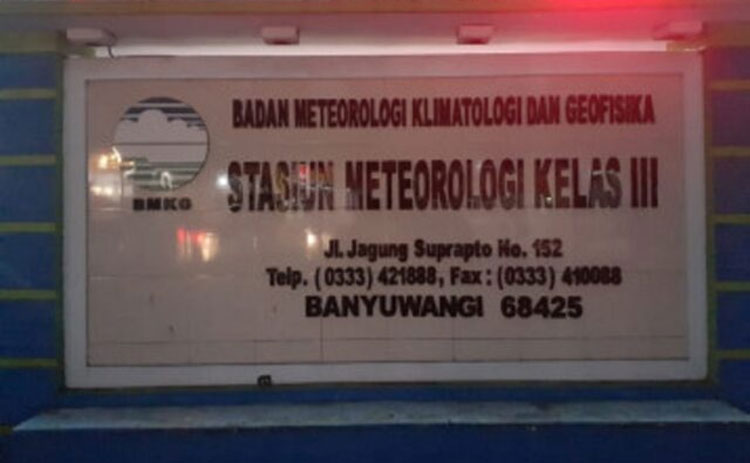 BADAN METEOROLOGI KLIMATOLOGI DAN GEOFISIKA
STASIUN METEOROLOGI KELAS III
BMKG
Jl. Jagung Suprapto No. 152
Telp. (0333) 421888, Fax : (0333) 410088
BANYUWANGI 68425